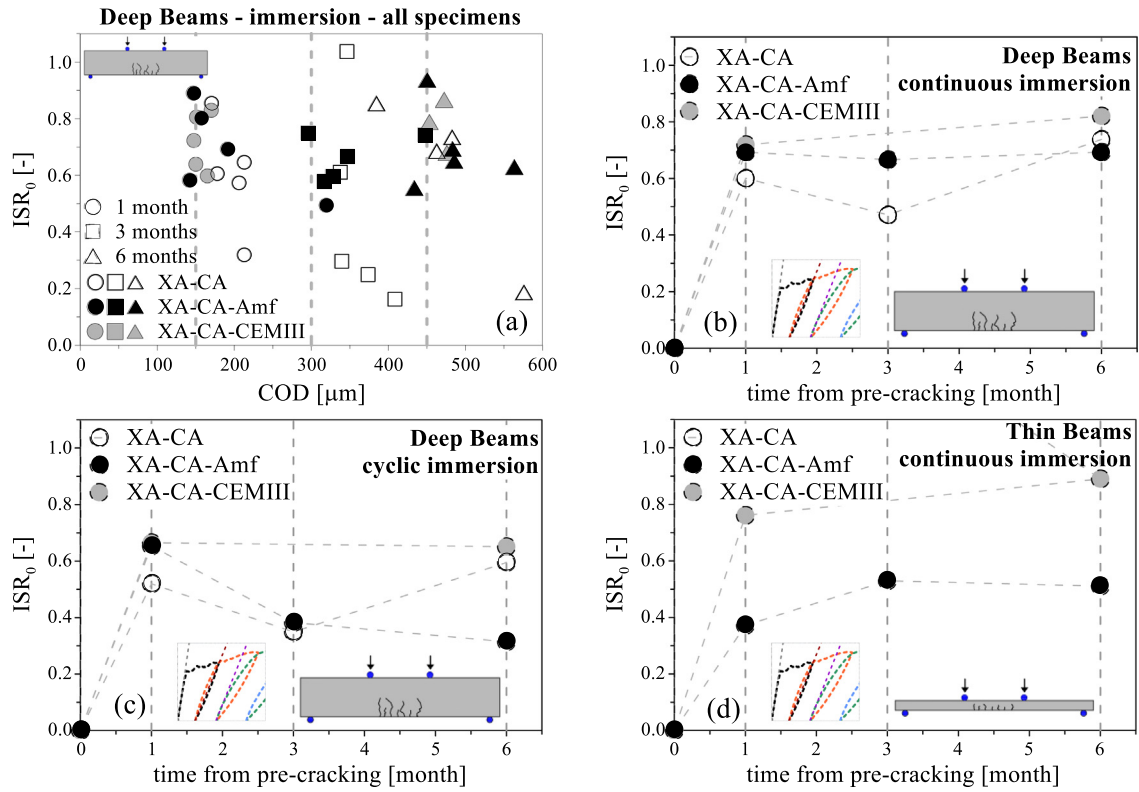 Deep Beams - immersion - all specimens
1.0
0.8
0.6
0.4
0.2
0.0
ISR0 [-]
1 month
3 months
6 months
XA-CA
XA-CA-Amf
XA-CA-CEMIII
(a)
0 100 200 300 400 500 600
COD [µm]
Deep Beams
continuous immersion
XA-CA
XA-CA-Amf
XA-CA-CEMIII
1.0
0.8
0.6
0.4
0.2
0.0
ISR0 [-]
(b)
0 1 2 3 4 5 6
time from pre-cracking [month]
Deep Beams
cyclic immersion
XA-CA
XA-CA-Amf
XA-CA-CEMIII
1.0
0.8
0.6
0.4
0.2
0.0
ISR0 [-]
(c)
0 1 2 3 4 5 6
time from pre-cracking [month]
Thin Beams
continuous immersion
XA-CA
XA-CA-Amf
XA-CA-CEMIII
1.0
0.8
0.6
0.4
0.2
0.0
ISR0 [-]
(d)
0 1 2 3 4 5 6
time from pre-cracking [month]